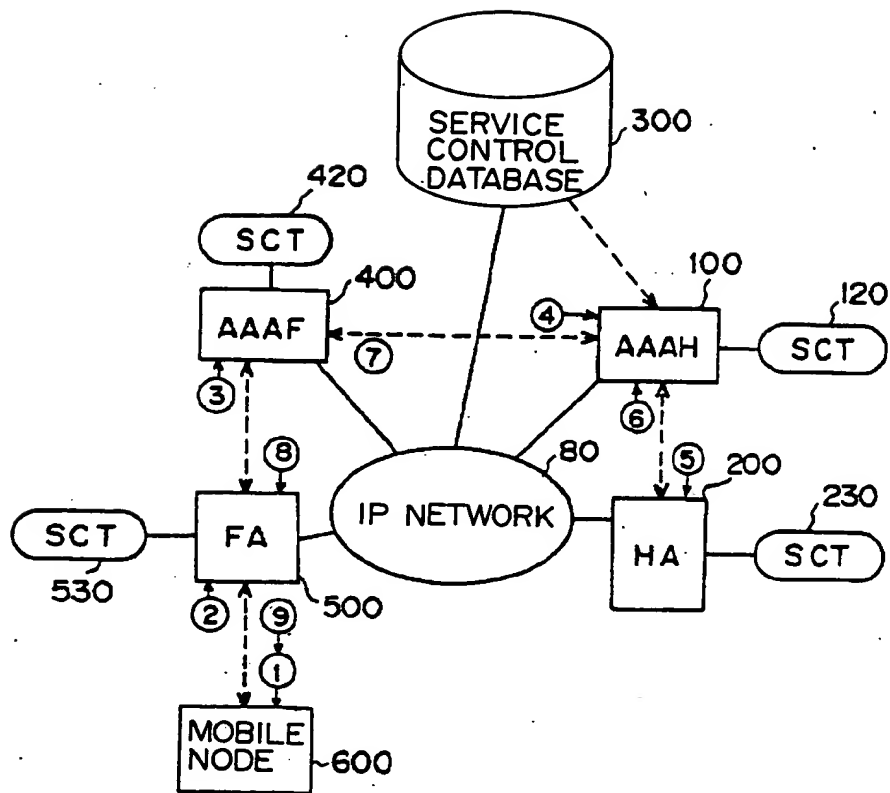 SERVICE
CONTROL
DATABASE
300
420
SCT
400
AAAF
100
120
④
AAAH
SCT
⑦
③
⑥
80
⑧
⑤
200
230
IP NETWORK
SCT
FA
HA
SCT
530
②
⑨
500
①
MOBILE
NODE
600